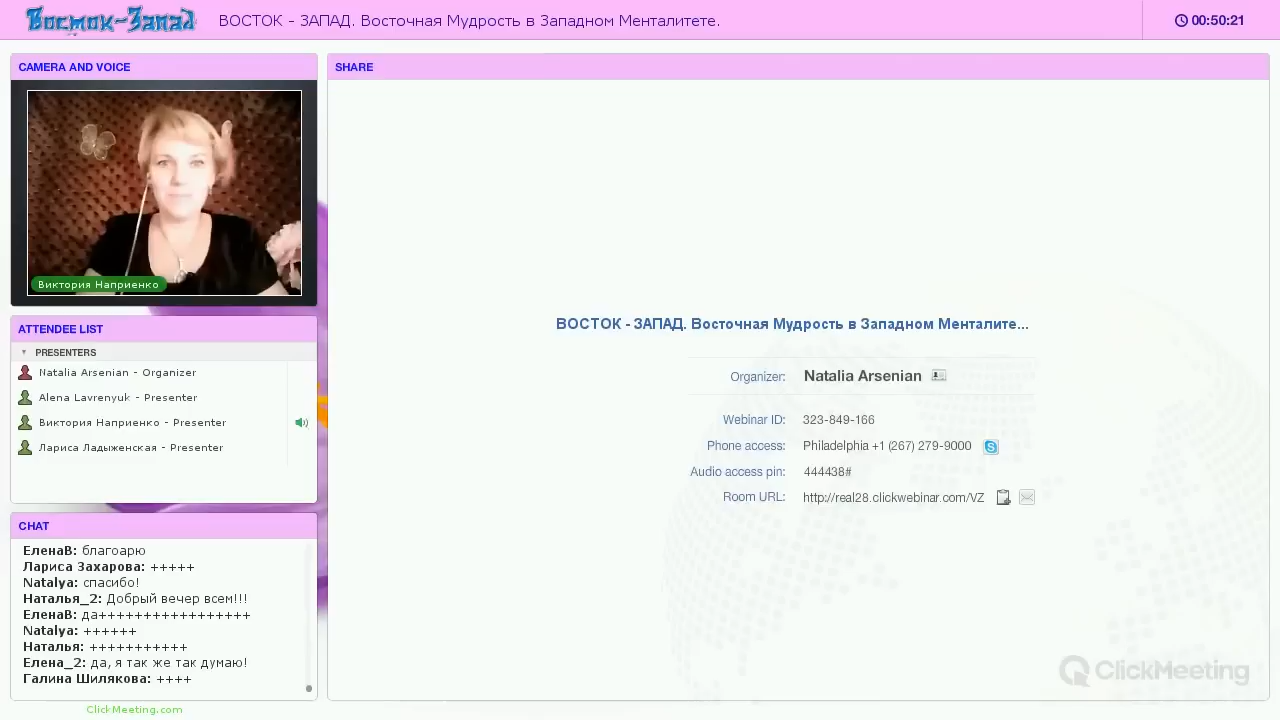 Восток-Запад
ВОСТОК - ЗАПАД. Восточная Мудрость в Западном Менталитете.
00:50:21
CAMERA AND VOICE
Виктория Наприенко
ATTENDEE LIST
PRESENTERS
Natalia Arsenian - Organizer
Alena Lavrenyuk - Presenter
Виктория Наприенко - Presenter
Лариса Ладыженская - Presenter
CHAT
ЕленаВ: благоарю
Лариса Захарова: +++++
Natalya: спасибо!
Наталья_2: Добрый вечер всем!!!
ЕленаВ: да+++++++++++++++++
Natalya: ++++++
Наталья: +++++++++++
Елена_2: да, я так же так думаю!
Галина Шилякова: ++++
ClickMeeting.com
SHARE
ВОСТОК - ЗАПАД. Восточная Мудрость в Западном Менталите...
Organizer: Natalia Arsenian
Webinar ID: 323-849-166
Phone access: Philadelphia +1 (267) 279-9000
Audio access pin: 444438#
Room URL: http://real28.clickwebinar.com/VZ
ClickMeeting